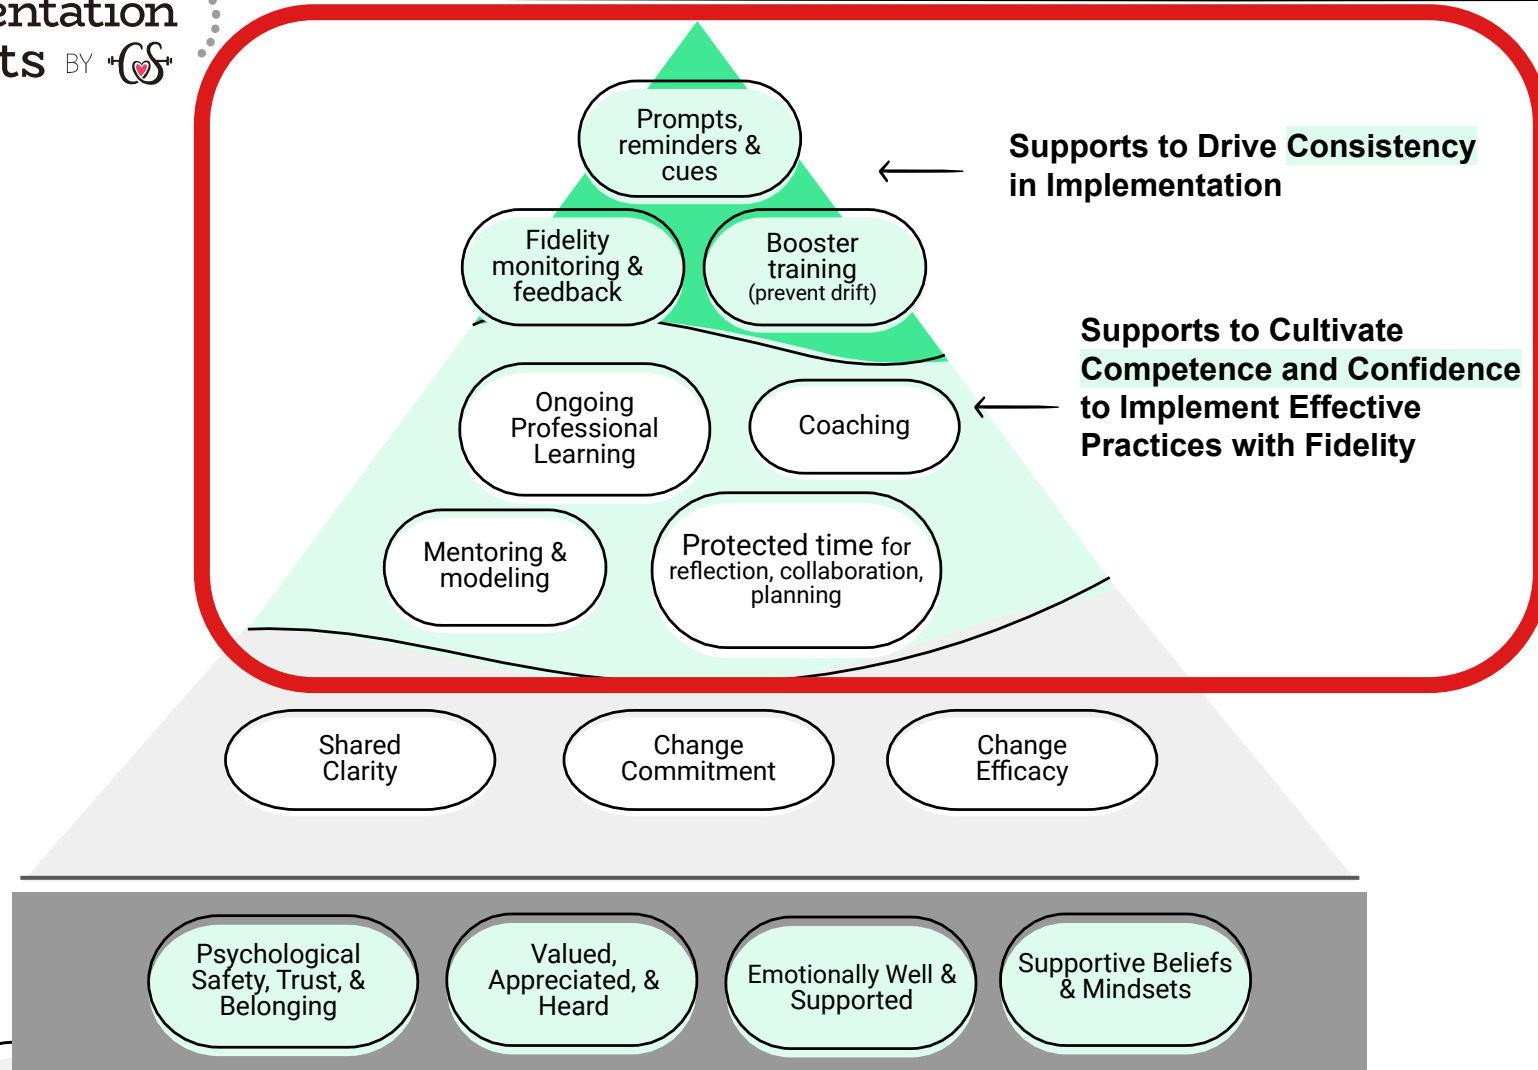 entation
ts BY CS
Prompts,
reminders &
cues
Supports to Drive Consistency
in Implementation
Fidelity
monitoring &
feedback
Booster
training
(prevent drift)
Supports to Cultivate
Competence and Confidence
to Implement Effective
Practices with Fidelity
Ongoing
Professional
Learning
Coaching
Mentoring &
modeling
Protected time for
reflection, collaboration,
planning
Shared
Clarity
Change
Commitment
Change
Efficacy
Psychological
Safety, Trust, &
Belonging
Valued,
Appreciated, &
Heard
Emotionally Well &
Supported
Supportive Beliefs
& Mindsets